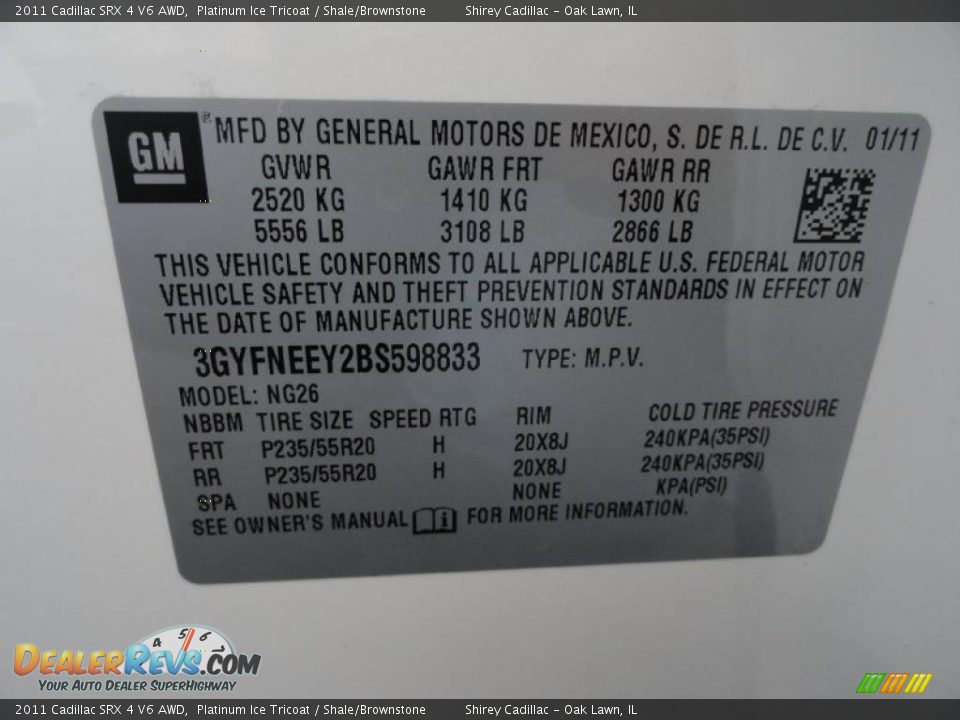 2011 Cadillac SRX 4 V6 AWD, Platinum Ice Tricoat / Shale/Brownstone Shirey Cadillac - Oak Lawn, IL
GM® MFD BY GENERAL MOTORS DE MEXICO, S. DE R.L. DE C.V. 01/11
GVWR GAWR FRT GAWR RR
2520 KG 1410 KG 1300 KG
5556 LB 3108 LB 2866 LB
THIS VEHICLE CONFORMS TO ALL APPLICABLE U.S. FEDERAL MOTOR
VEHICLE SAFETY AND THEFT PREVENTION STANDARDS IN EFFECT ON
THE DATE OF MANUFACTURE SHOWN ABOVE.
3GYFNEEY2BS598833 TYPE: M.P.V.
MODEL: NG26
NBBM TIRE SIZE SPEED RTG RIM COLD TIRE PRESSURE
FRT P235/55R20 H 20X8J 240KPA(35PSI)
RR P235/55R20 H 20X8J 240KPA(35PSI)
SPA NONE NONE KPA(PSI)
SEE OWNER'S MANUAL i FOR MORE INFORMATION.
4 5 6
DEALERREVS.COM
YOUR AUTO DEALER SUPERHIGHWAY
2011 Cadillac SRX 4 V6 AWD, Platinum Ice Tricoat / Shale/Brownstone Shirey Cadillac - Oak Lawn, IL